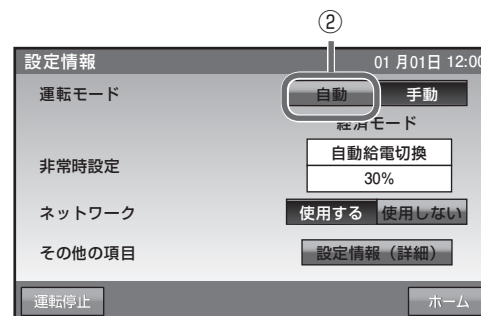 ②
設定情報 01 月01日 12:00
運転モード 自動 手動
経済モード
非常時設定 自動給電切換
30%
ネットワーク 使用する 使用しない
その他の項目 設定情報（詳細）
運転停止 ホーム